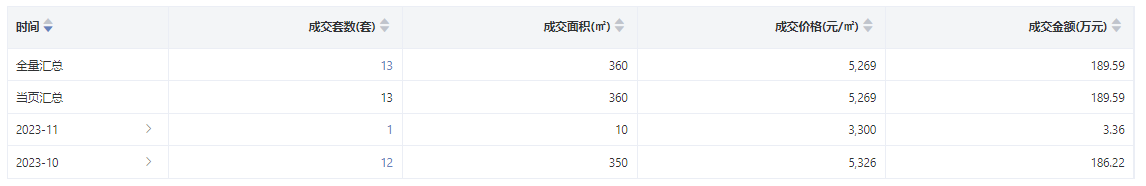 时间 成交套数(套) 成交面积(㎡) 成交价格(元/㎡) 成交金额(万元)
全量汇总 13 360 5,269 189.59
当页汇总 13 360 5,269 189.59
2023-11 1 10 3,300 3.36
2023-10 12 350 5,326 186.22